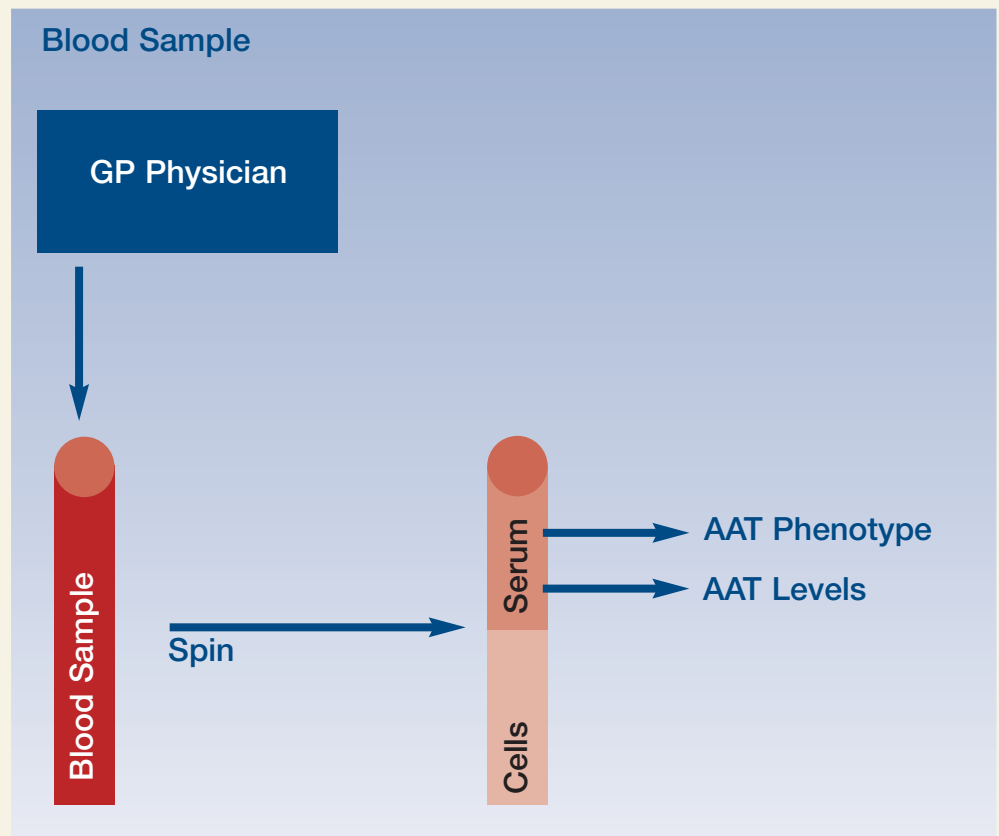 Blood Sample
GP Physician
Blood Sample
Spin
Serum
Cells
AAT Phenotype
AAT Levels